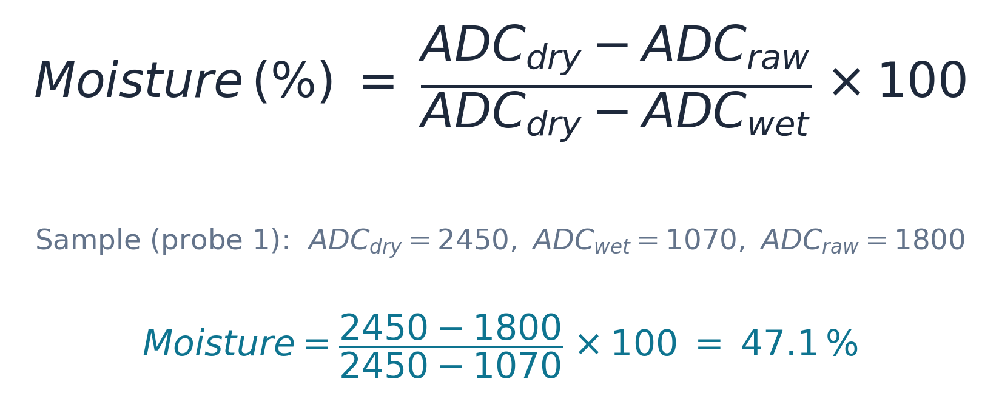 Moisture (%) = (ADC_dry − ADC_raw) / (ADC_dry − ADC_wet) × 100
Sample (probe 1): ADC_dry = 2450, ADC_wet = 1070, ADC_raw = 1800
Moisture = (2450 − 1800) / (2450 − 1070) × 100 = 47.1 %